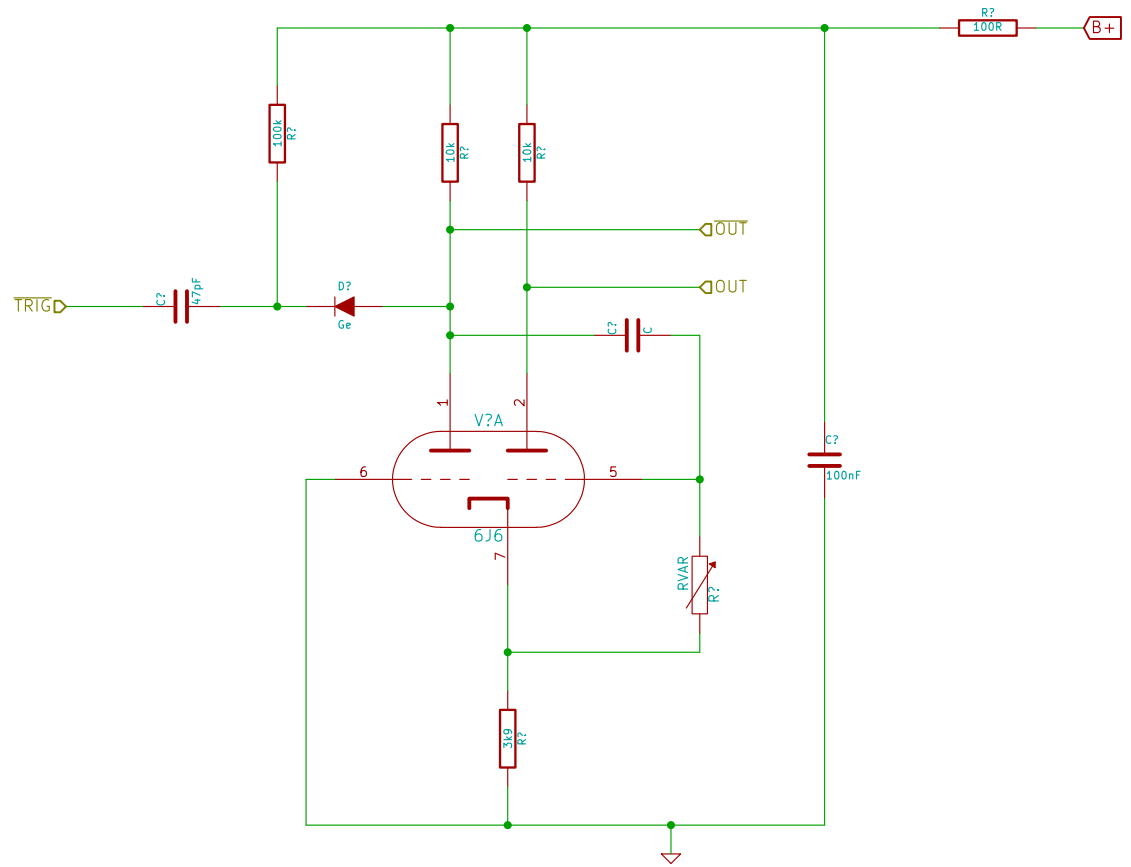 R?
100R
B+
100k
R?
10k
R?
10k
R?
OUT
TRIG
C?
47pF
D?
Ge
OUT
C?
C
1
2
V?A
6
5
C?
100nF
6J6
7
RVAR
R?
3k9
R?